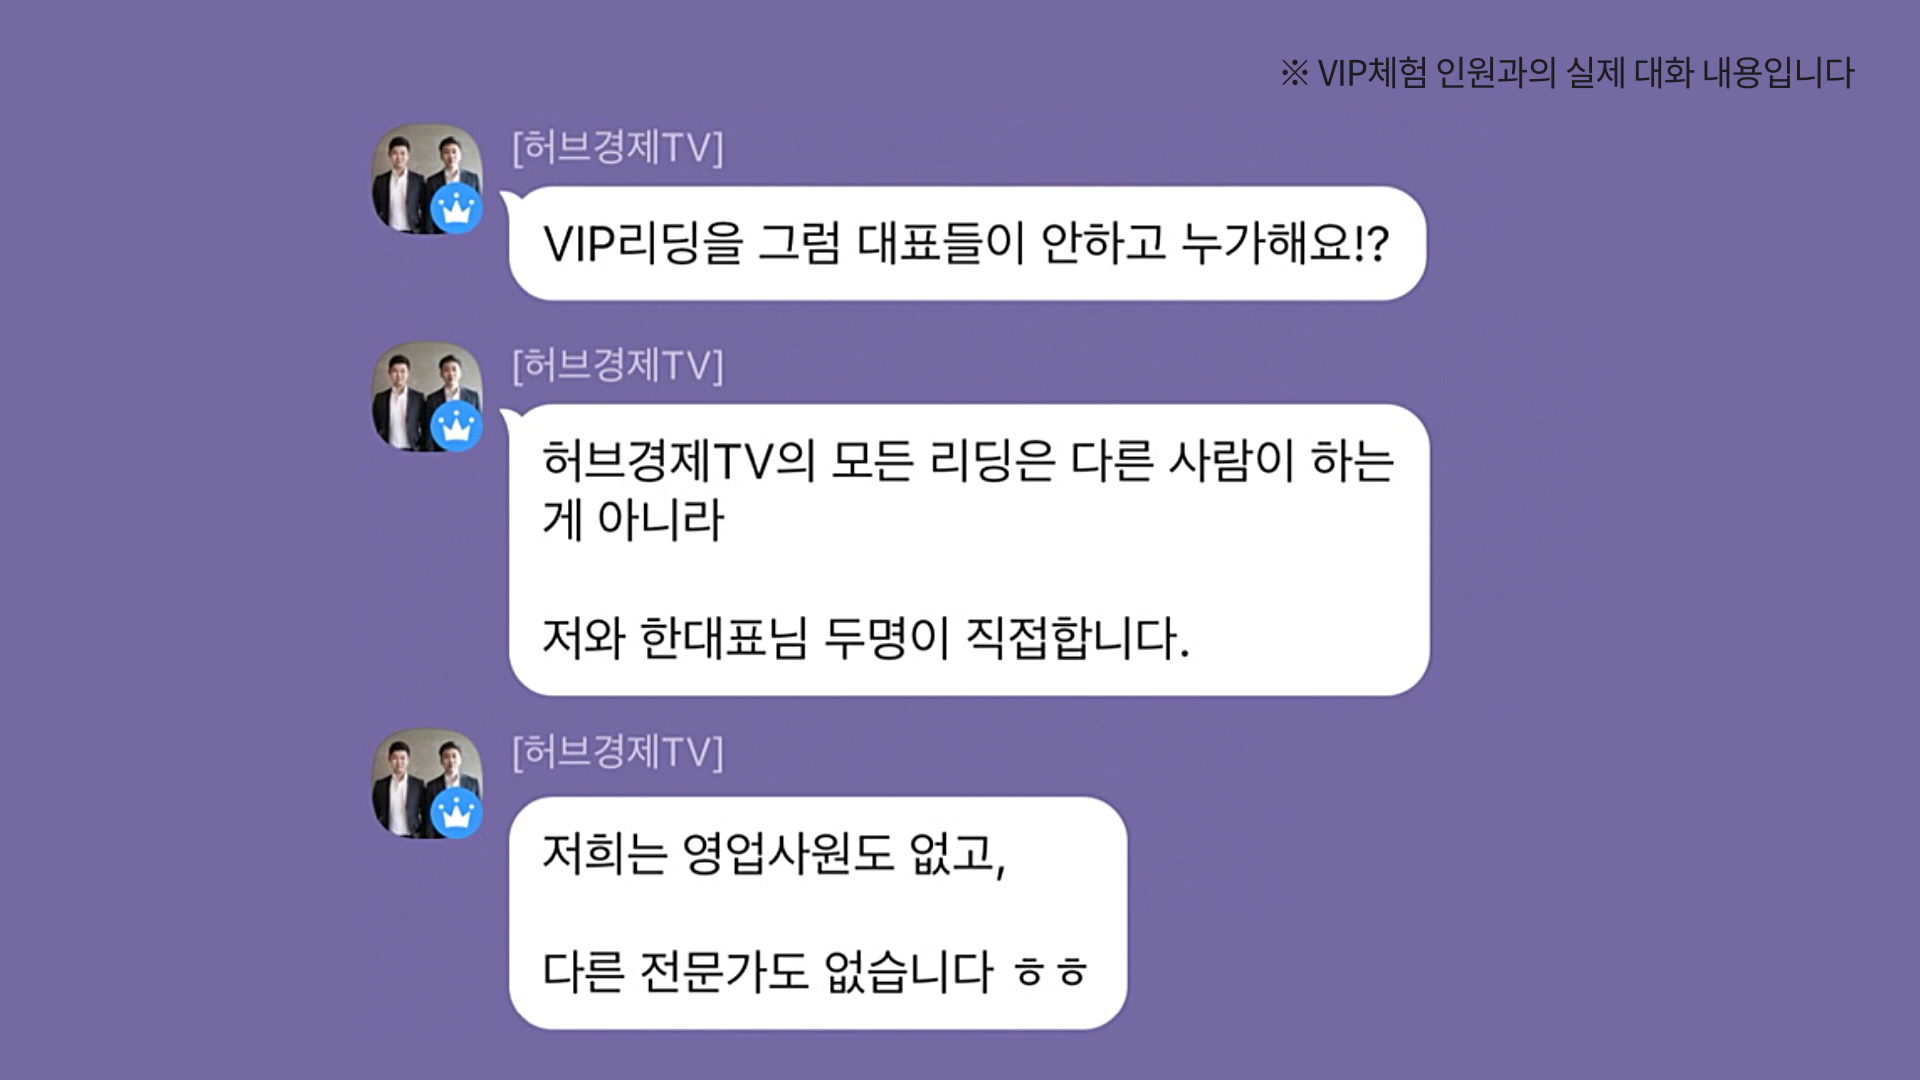 ※ VIP체험 인원과의 실제 대화 내용입니다
[허브경제TV]
VIP리딩을 그럼 대표들이 안하고 누가해요!?
[허브경제TV]
허브경제TV의 모든 리딩은 다른 사람이 하는
게 아니라
저와 한대표님 두명이 직접합니다.
[허브경제TV]
저희는 영업사원도 없고,
다른 전문가도 없습니다 ㅎㅎ